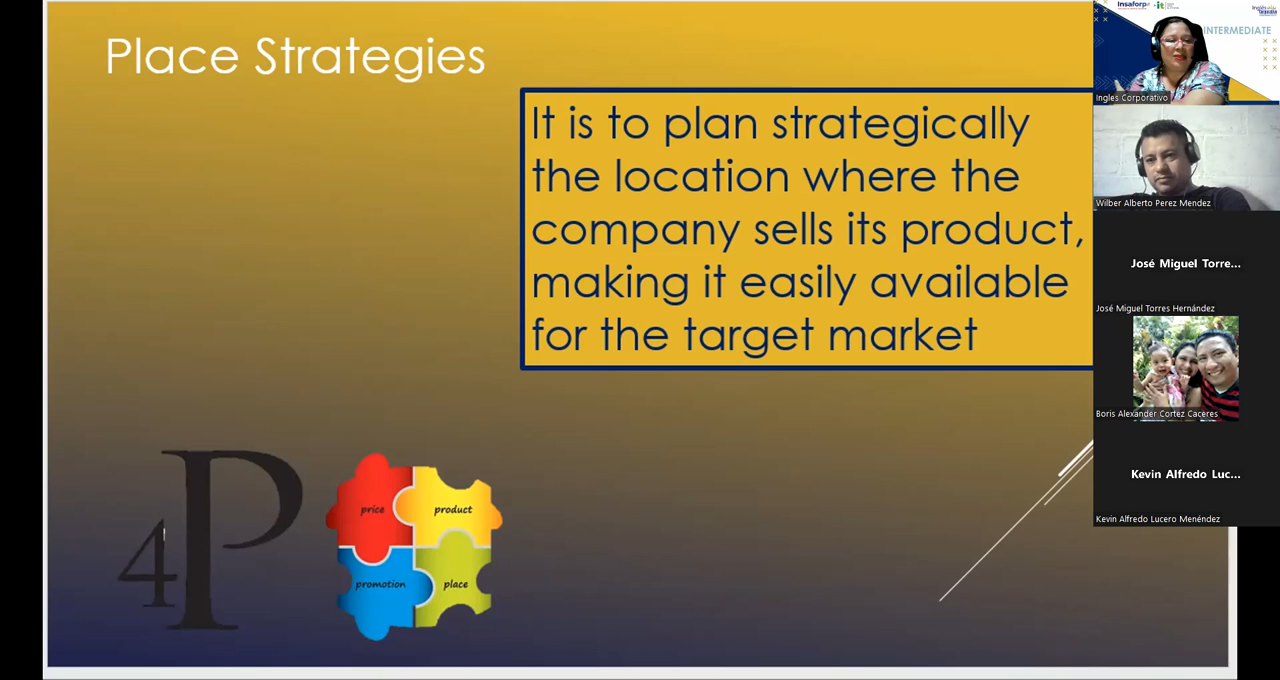 Place Strategies
It is to plan strategically
the location where the
company sells its product,
making it easily available
for the target market
4P
price
product
promotion
place
Insaforp
it
INTERMEDIATE
Ingles Corporativo
Wilber Alberto Perez Mendez
José Miguel Torre...
José Miguel Torres Hernández
Boris Alexander Cortez Caceres
Kevin Alfredo Luc...
Kevin Alfredo Lucero Menéndez